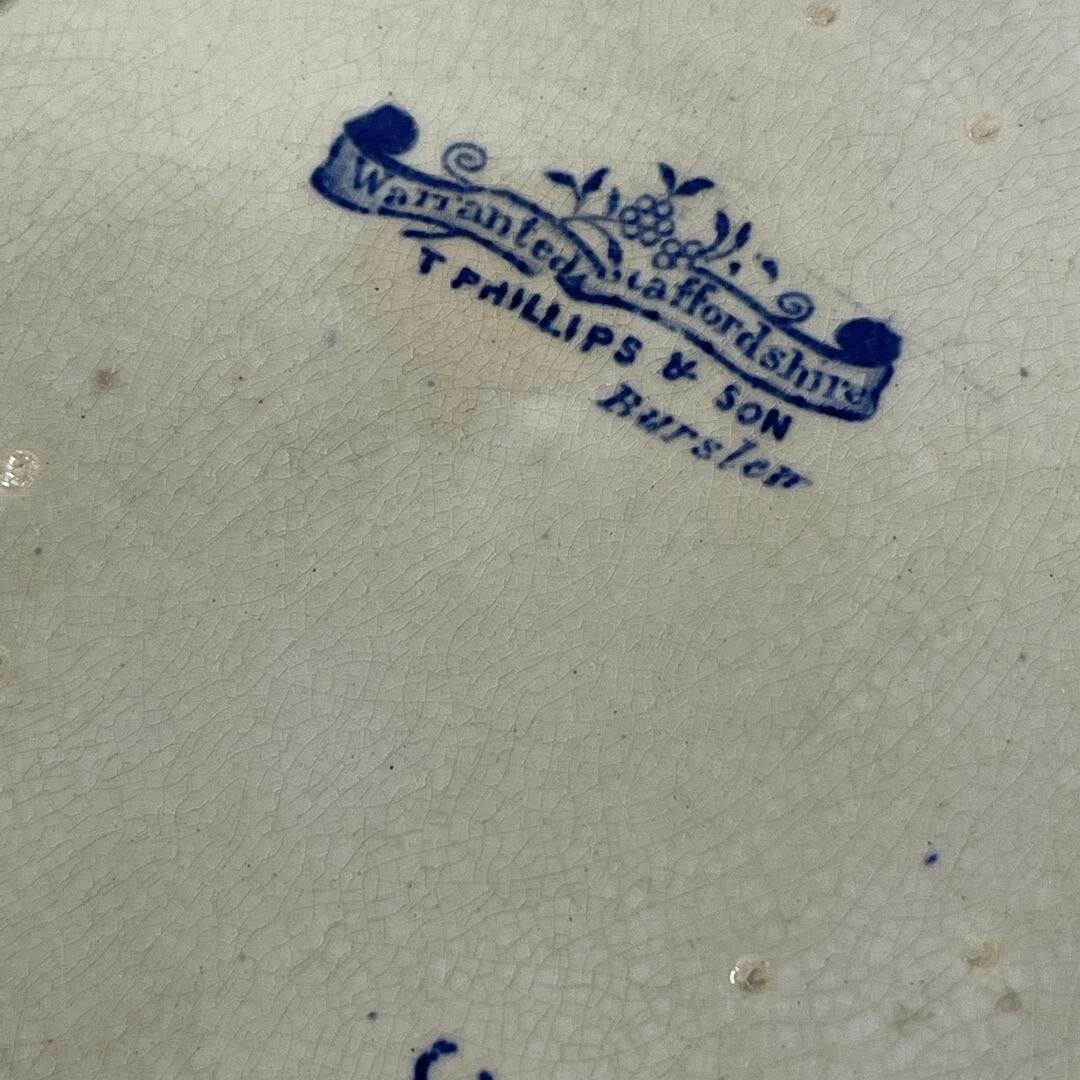 Warranted Staffordshire
T PHILLIPS & SON
Burslem